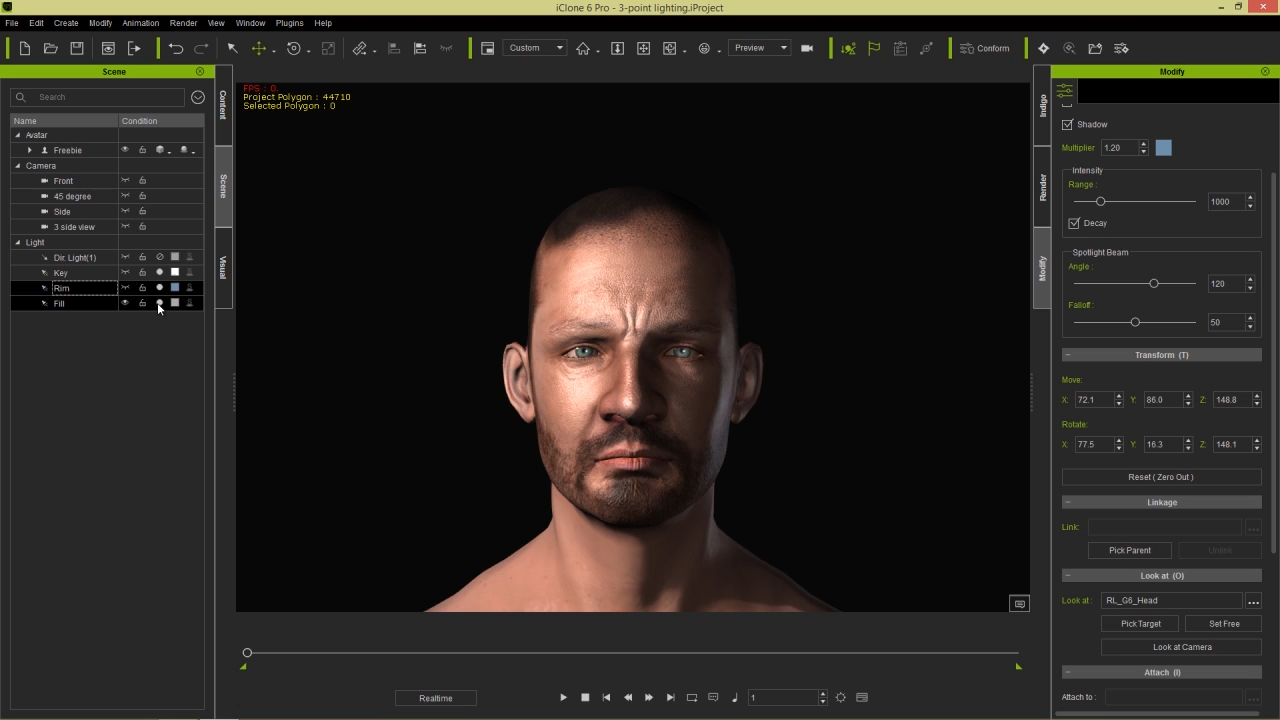 iClone 6 Pro - 3-point lighting.iProject
File Edit Create Modify Animation Render View Window Plugins Help
Custom
Preview
Conform
Scene
Search
Name Condition
Avatar
Freebie
Camera
Front
45 degree
Side
3 side view
Light
Dir. Light(1)
Key
Rim
Fill
Content
Scene
Visual
FPS : 0.
Project Polygon : 44710
Selected Polygon : 0
Realtime
1
Indigo
Render
Modify
Modify
Shadow
Multiplier 1.20
Intensity
Range :
1000
Decay
Spotlight Beam
Angle :
120
Falloff :
50
Transform (T)
Move:
X: 72.1 Y: 86.0 Z: 148.8
Rotate:
X: 77.5 Y: 16.3 Z: 148.1
Reset ( Zero Out )
Linkage
Link:
Pick Parent Unlink
Look at (O)
Look at : RL_G6_Head ...
Pick Target Set Free
Look at Camera
Attach (I)
Attach to : ...